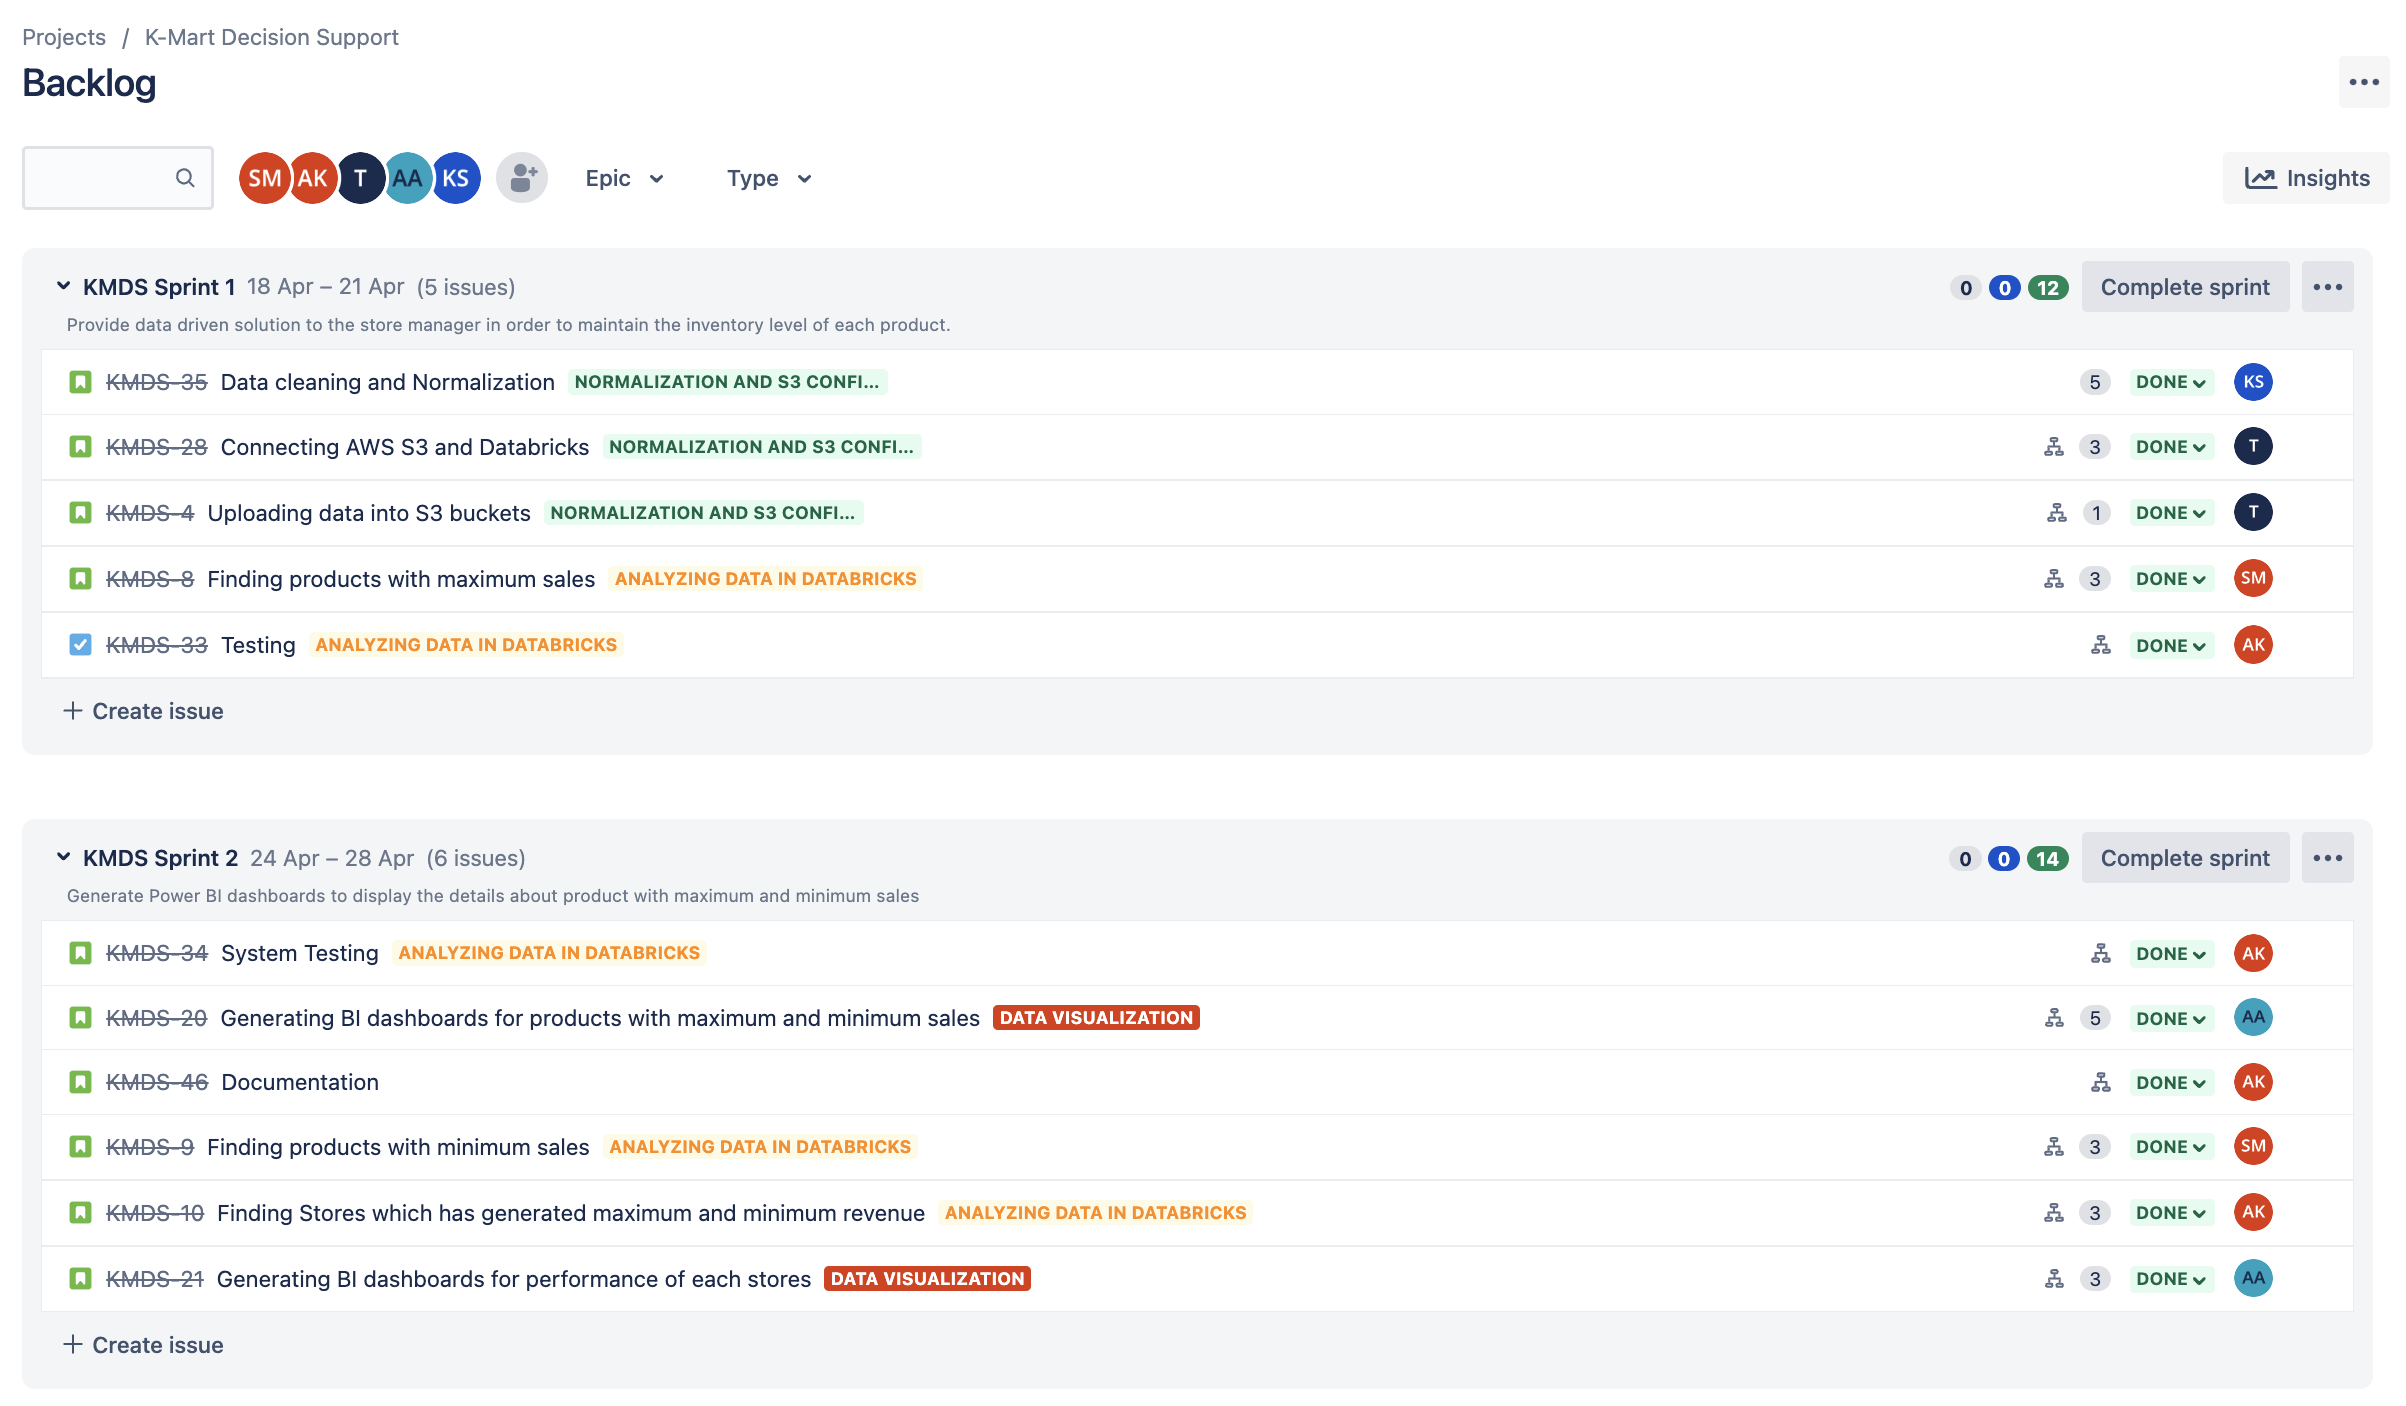 Projects / K-Mart Decision Support
Backlog
SM AK T AA KS Epic Type Insights
KMDS Sprint 1 18 Apr – 21 Apr (5 issues) 0 0 12 Complete sprint
Provide data driven solution to the store manager in order to maintain the inventory level of each product.
KMDS-35 Data cleaning and Normalization NORMALIZATION AND S3 CONFI... 5 DONE KS
KMDS-28 Connecting AWS S3 and Databricks NORMALIZATION AND S3 CONFI... 3 DONE T
KMDS-4 Uploading data into S3 buckets NORMALIZATION AND S3 CONFI... 1 DONE T
KMDS-8 Finding products with maximum sales ANALYZING DATA IN DATABRICKS 3 DONE SM
KMDS-33 Testing ANALYZING DATA IN DATABRICKS DONE AK
+ Create issue
KMDS Sprint 2 24 Apr – 28 Apr (6 issues) 0 0 14 Complete sprint
Generate Power BI dashboards to display the details about product with maximum and minimum sales
KMDS-34 System Testing ANALYZING DATA IN DATABRICKS DONE AK
KMDS-20 Generating BI dashboards for products with maximum and minimum sales DATA VISUALIZATION 5 DONE AA
KMDS-46 Documentation DONE AK
KMDS-9 Finding products with minimum sales ANALYZING DATA IN DATABRICKS 3 DONE SM
KMDS-10 Finding Stores which has generated maximum and minimum revenue ANALYZING DATA IN DATABRICKS 3 DONE AK
KMDS-21 Generating BI dashboards for performance of each stores DATA VISUALIZATION 3 DONE AA
+ Create issue